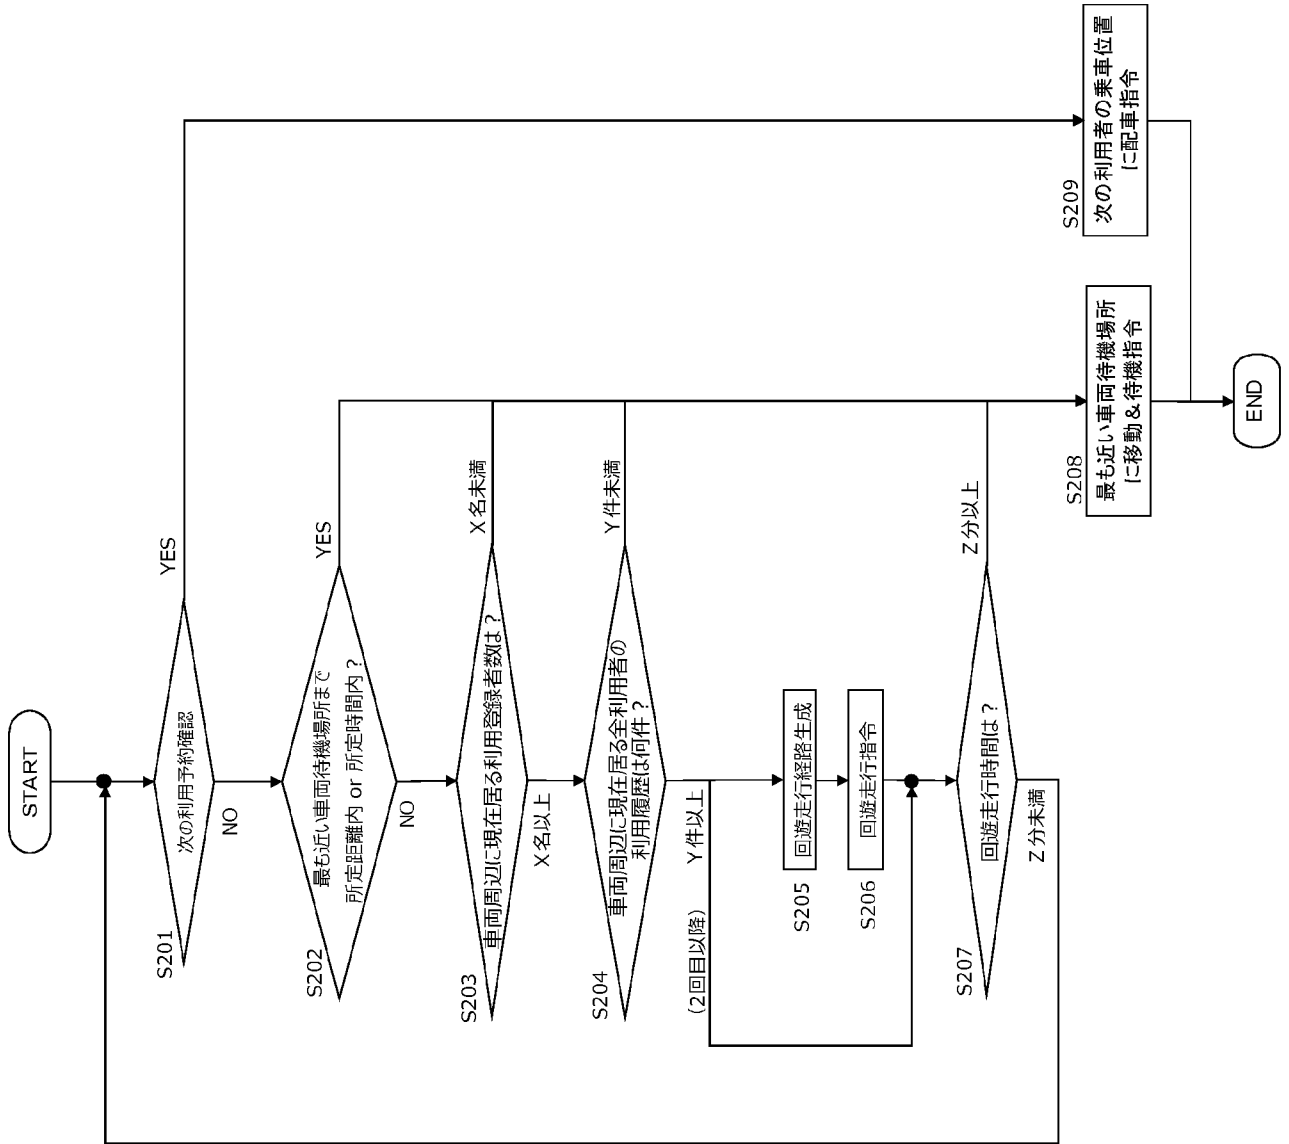 START
S201
次の利用予約確認
YES
NO
S202
最も近い車両待機場所まで
所定距離内 or 所定時間内？
YES
NO
S203
車両周辺に現在居る利用登録者数は？
X名未満
X名以上
S204
車両周辺に現在居る全利用者の
利用履歴は何件？
Y件未満
Y件以上
(2回目以降)
S205
回遊走行経路生成
S206
回遊走行指令
S207
回遊走行時間は？
Z分以上
Z分未満
S208
最も近い車両待機場所
に移動＆待機指令
S209
次の利用者の乗車位置
に配車指令
END